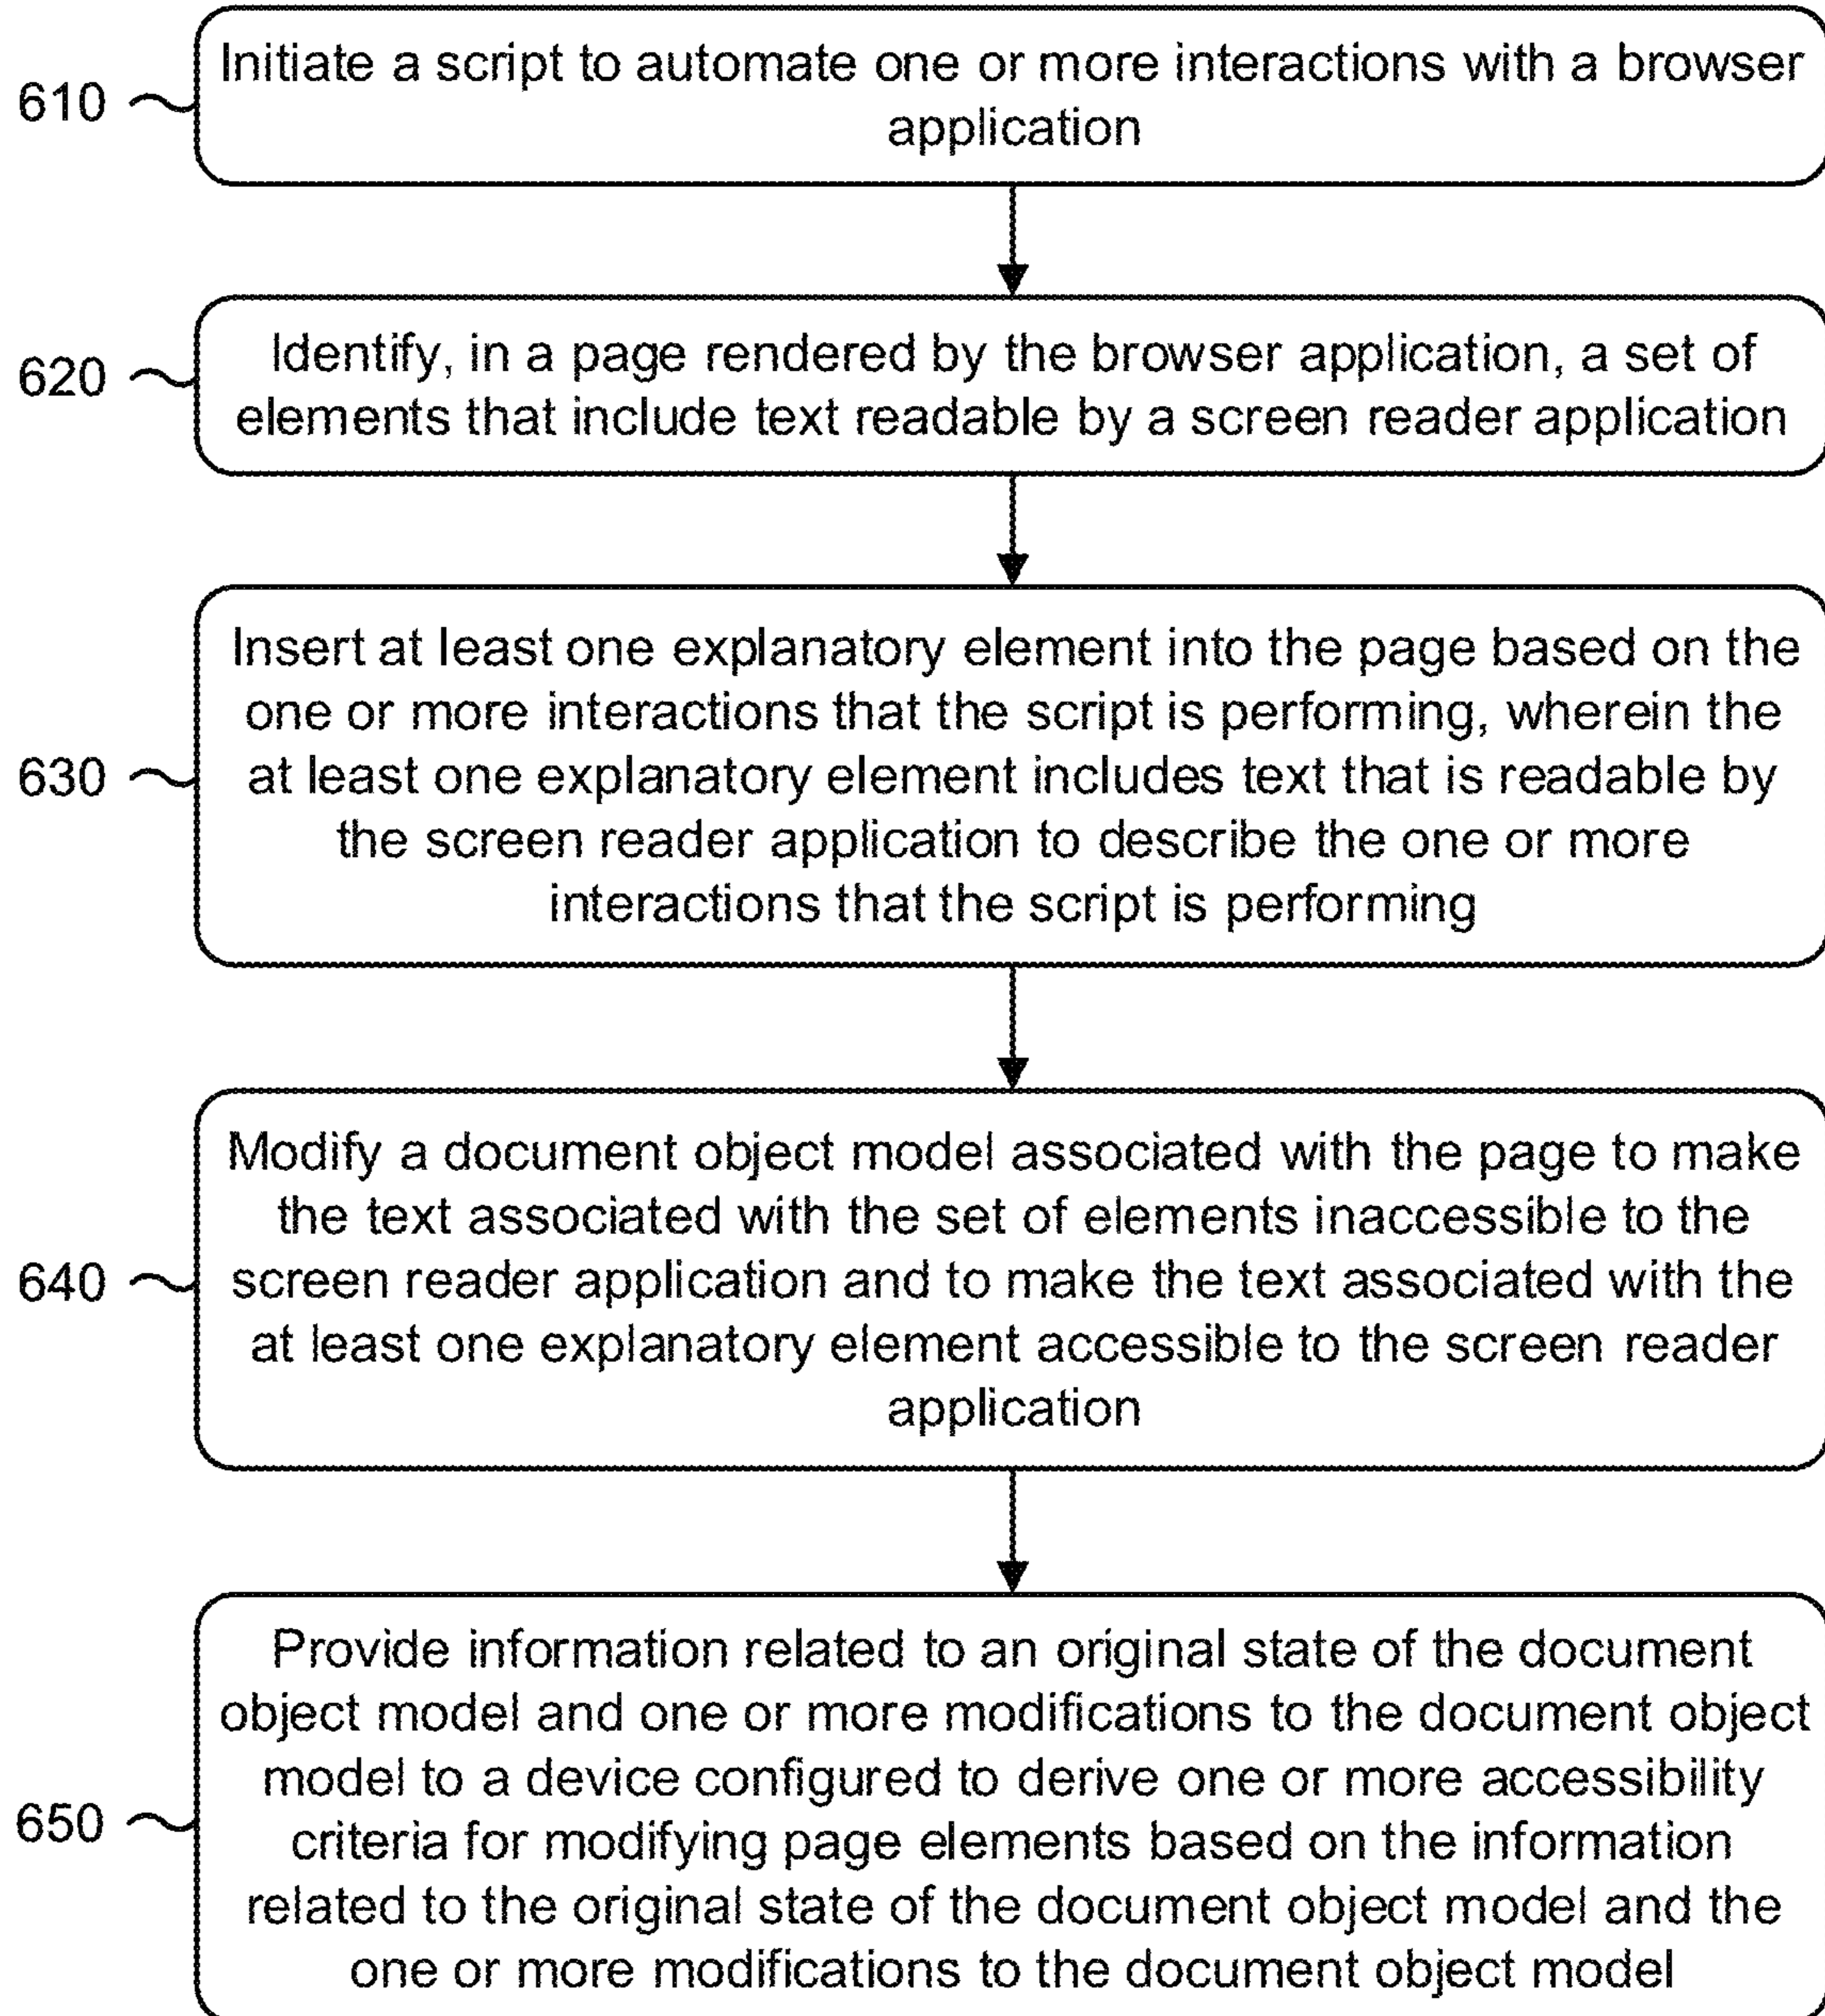 610
Initiate a script to automate one or more interactions with a browser
application
620
Identify, in a page rendered by the browser application, a set of
elements that include text readable by a screen reader application
630
Insert at least one explanatory element into the page based on the
one or more interactions that the script is performing, wherein the
at least one explanatory element includes text that is readable by
the screen reader application to describe the one or more
interactions that the script is performing
640
Modify a document object model associated with the page to make
the text associated with the set of elements inaccessible to the
screen reader application and to make the text associated with the
at least one explanatory element accessible to the screen reader
application
650
Provide information related to an original state of the document
object model and one or more modifications to the document object
model to a device configured to derive one or more accessibility
criteria for modifying page elements based on the information
related to the original state of the document object model and the
one or more modifications to the document object model